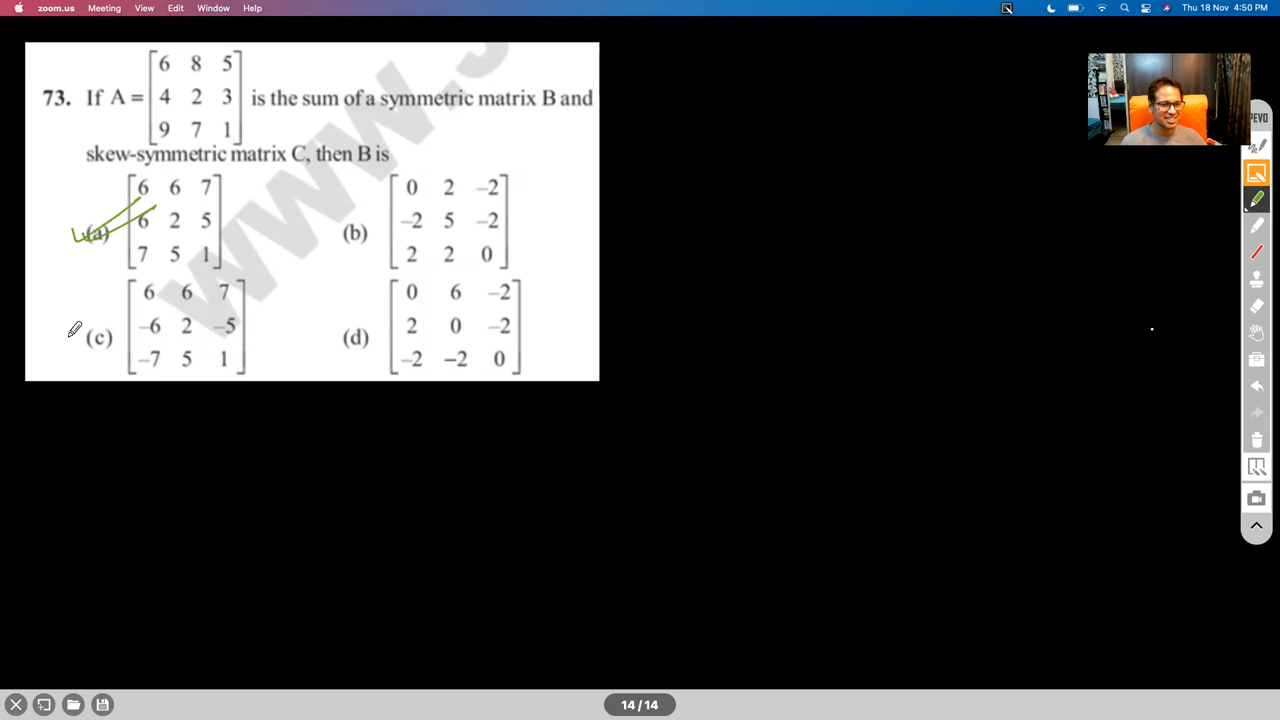 zoom.us Meeting View Edit Window Help Thu 18 Nov 4:50 PM
73. If A = [6 8 5
4 2 3
9 7 1] is the sum of a symmetric matrix B and
skew-symmetric matrix C, then B is
(a) [6 6 7
6 2 5
7 5 1]
(b) [0 2 –2
–2 5 –2
2 2 0]
(c) [6 6 7
–6 2 –5
–7 5 1]
(d) [0 6 –2
2 0 –2
–2 –2 0]
www.
PEVO
14 / 14